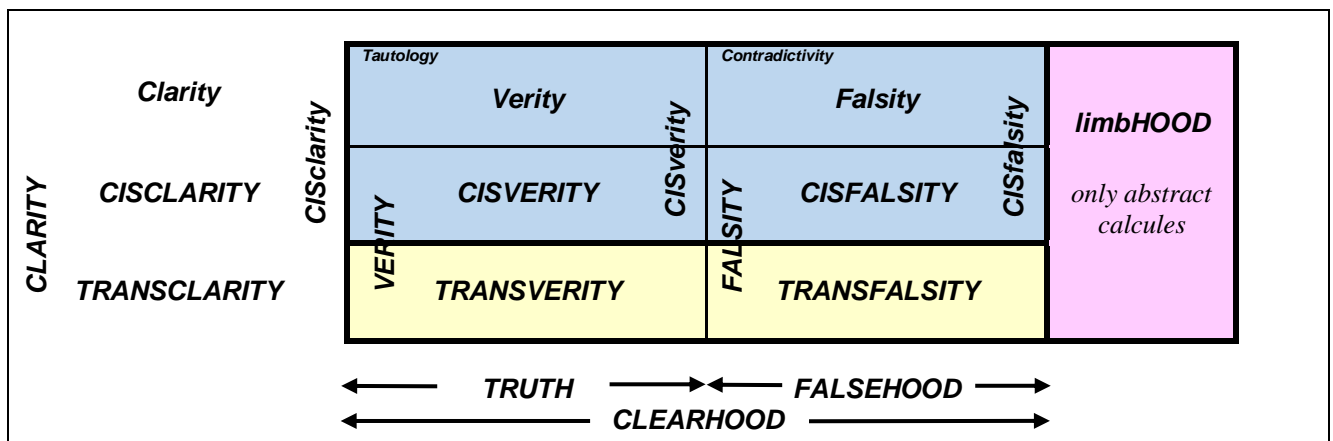 Tautology
Contradictivity
Clarity
Verity
Falsity
limbHOOD
CISclarity
CISverity
CISfalsity
CLARITY
CISCLARITY
CISVERITY
CISFALSITY
only abstract
calcules
VERITY
FALSITY
TRANSCLARITY
TRANSVERITY
TRANSFALSITY
TRUTH
FALSEHOOD
CLEARHOOD